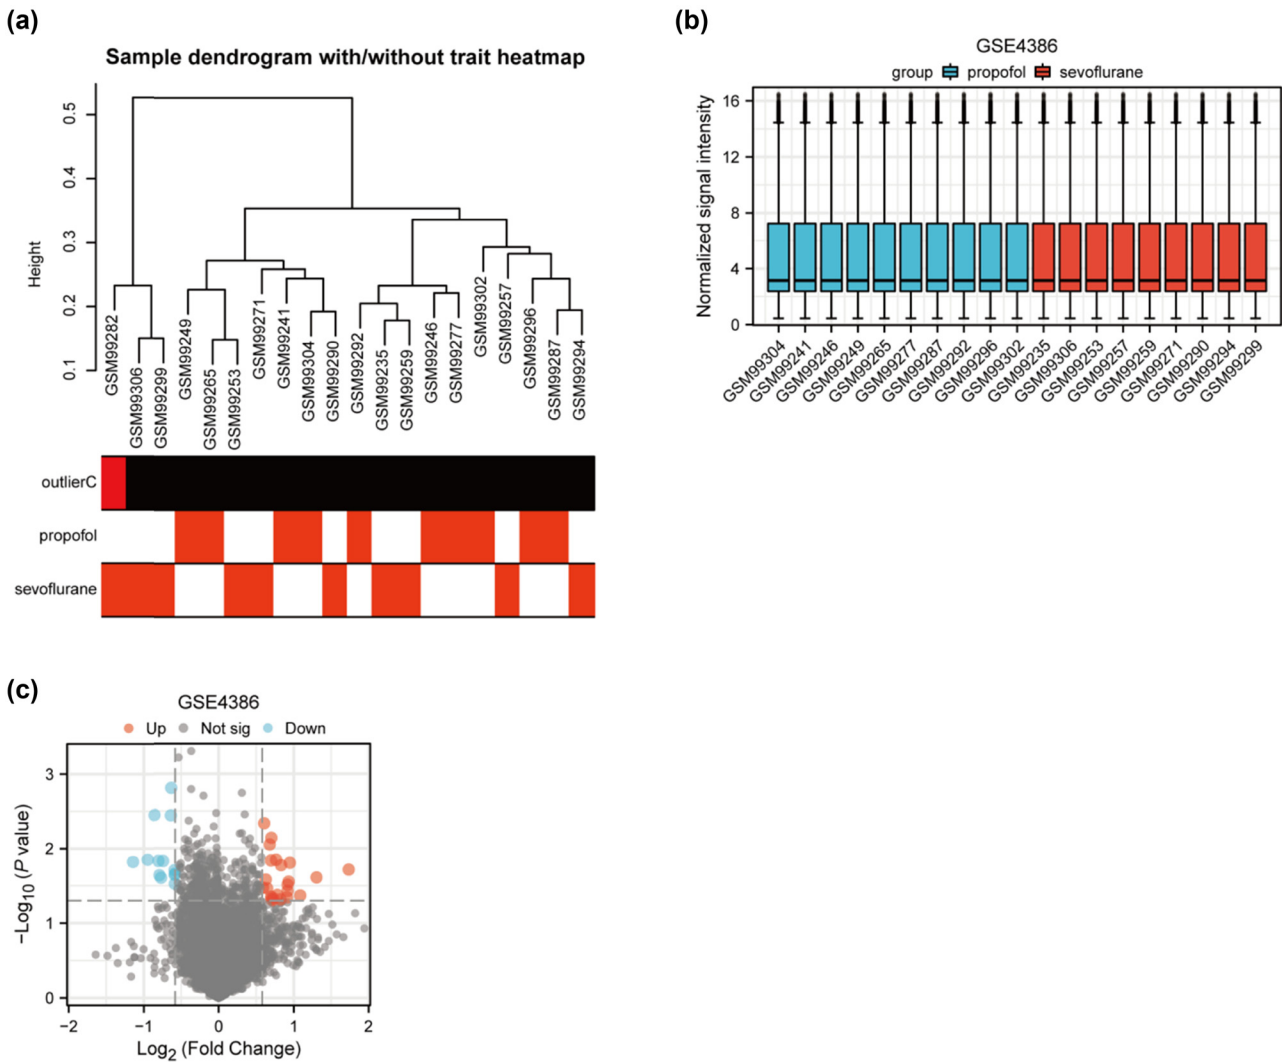 (a)
Sample dendrogram with/without trait heatmap
Height
0.5
0.4
0.3
0.2
0.1
GSM99282
GSM99306
GSM99299
GSM99249
GSM99265
GSM99253
GSM99271
GSM99241
GSM99304
GSM99290
GSM99292
GSM99235
GSM99259
GSM99246
GSM99277
GSM99302
GSM99257
GSM99296
GSM99287
GSM99294
outlierC
propofol
sevoflurane
(b)
GSE4386
group propofol sevoflurane
Normalized signal intensity
16
12
8
4
0
GSM99304
GSM99241
GSM99246
GSM99249
GSM99265
GSM99277
GSM99287
GSM99292
GSM99296
GSM99302
GSM99235
GSM99306
GSM99253
GSM99257
GSM99259
GSM99271
GSM99290
GSM99294
GSM99299
(c)
GSE4386
Up Not sig Down
−Log10 (P value)
3
2
1
0
−2 −1 0 1 2
Log2 (Fold Change)